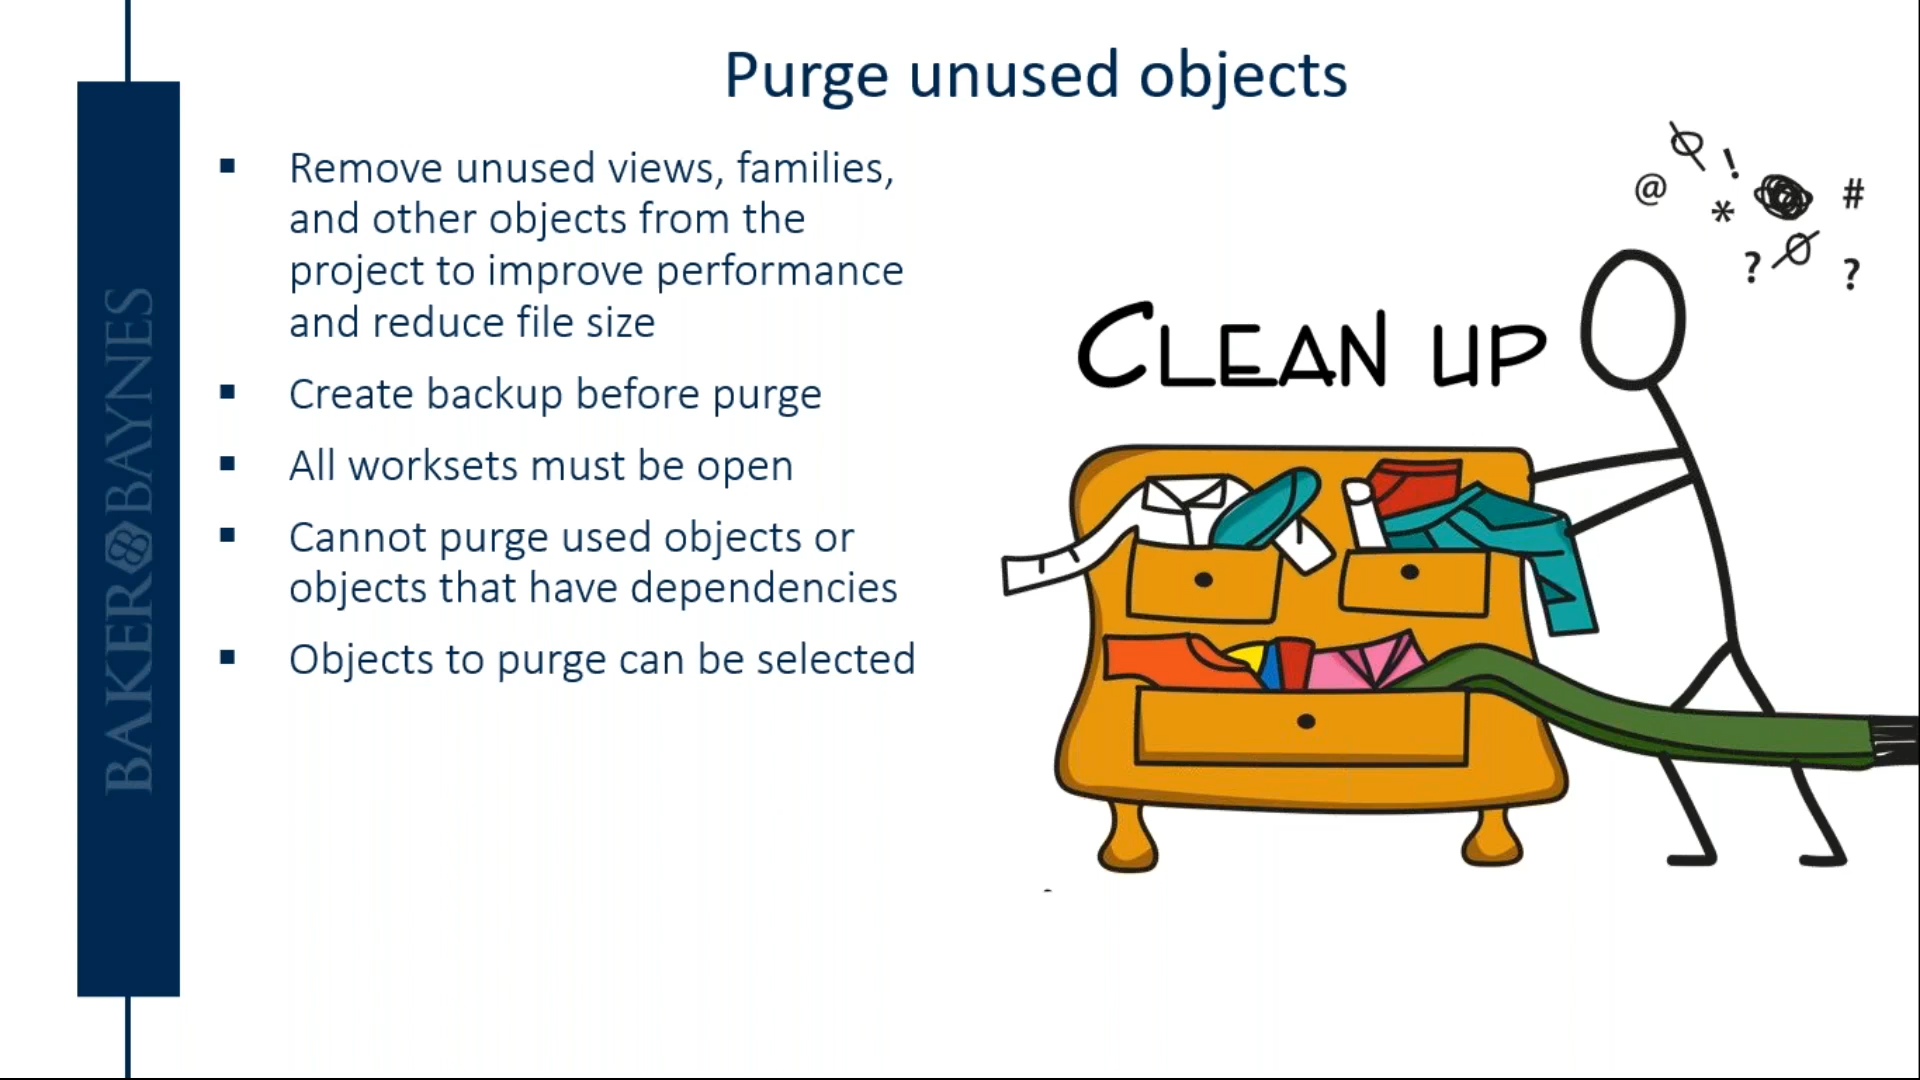 Purge unused objects
▪ Remove unused views, families,
and other objects from the
project to improve performance
and reduce file size
▪ Create backup before purge
▪ All worksets must be open
▪ Cannot purge used objects or
objects that have dependencies
▪ Objects to purge can be selected
BAKER BAYNES
CLEAN UP
@ ! * #
? ?